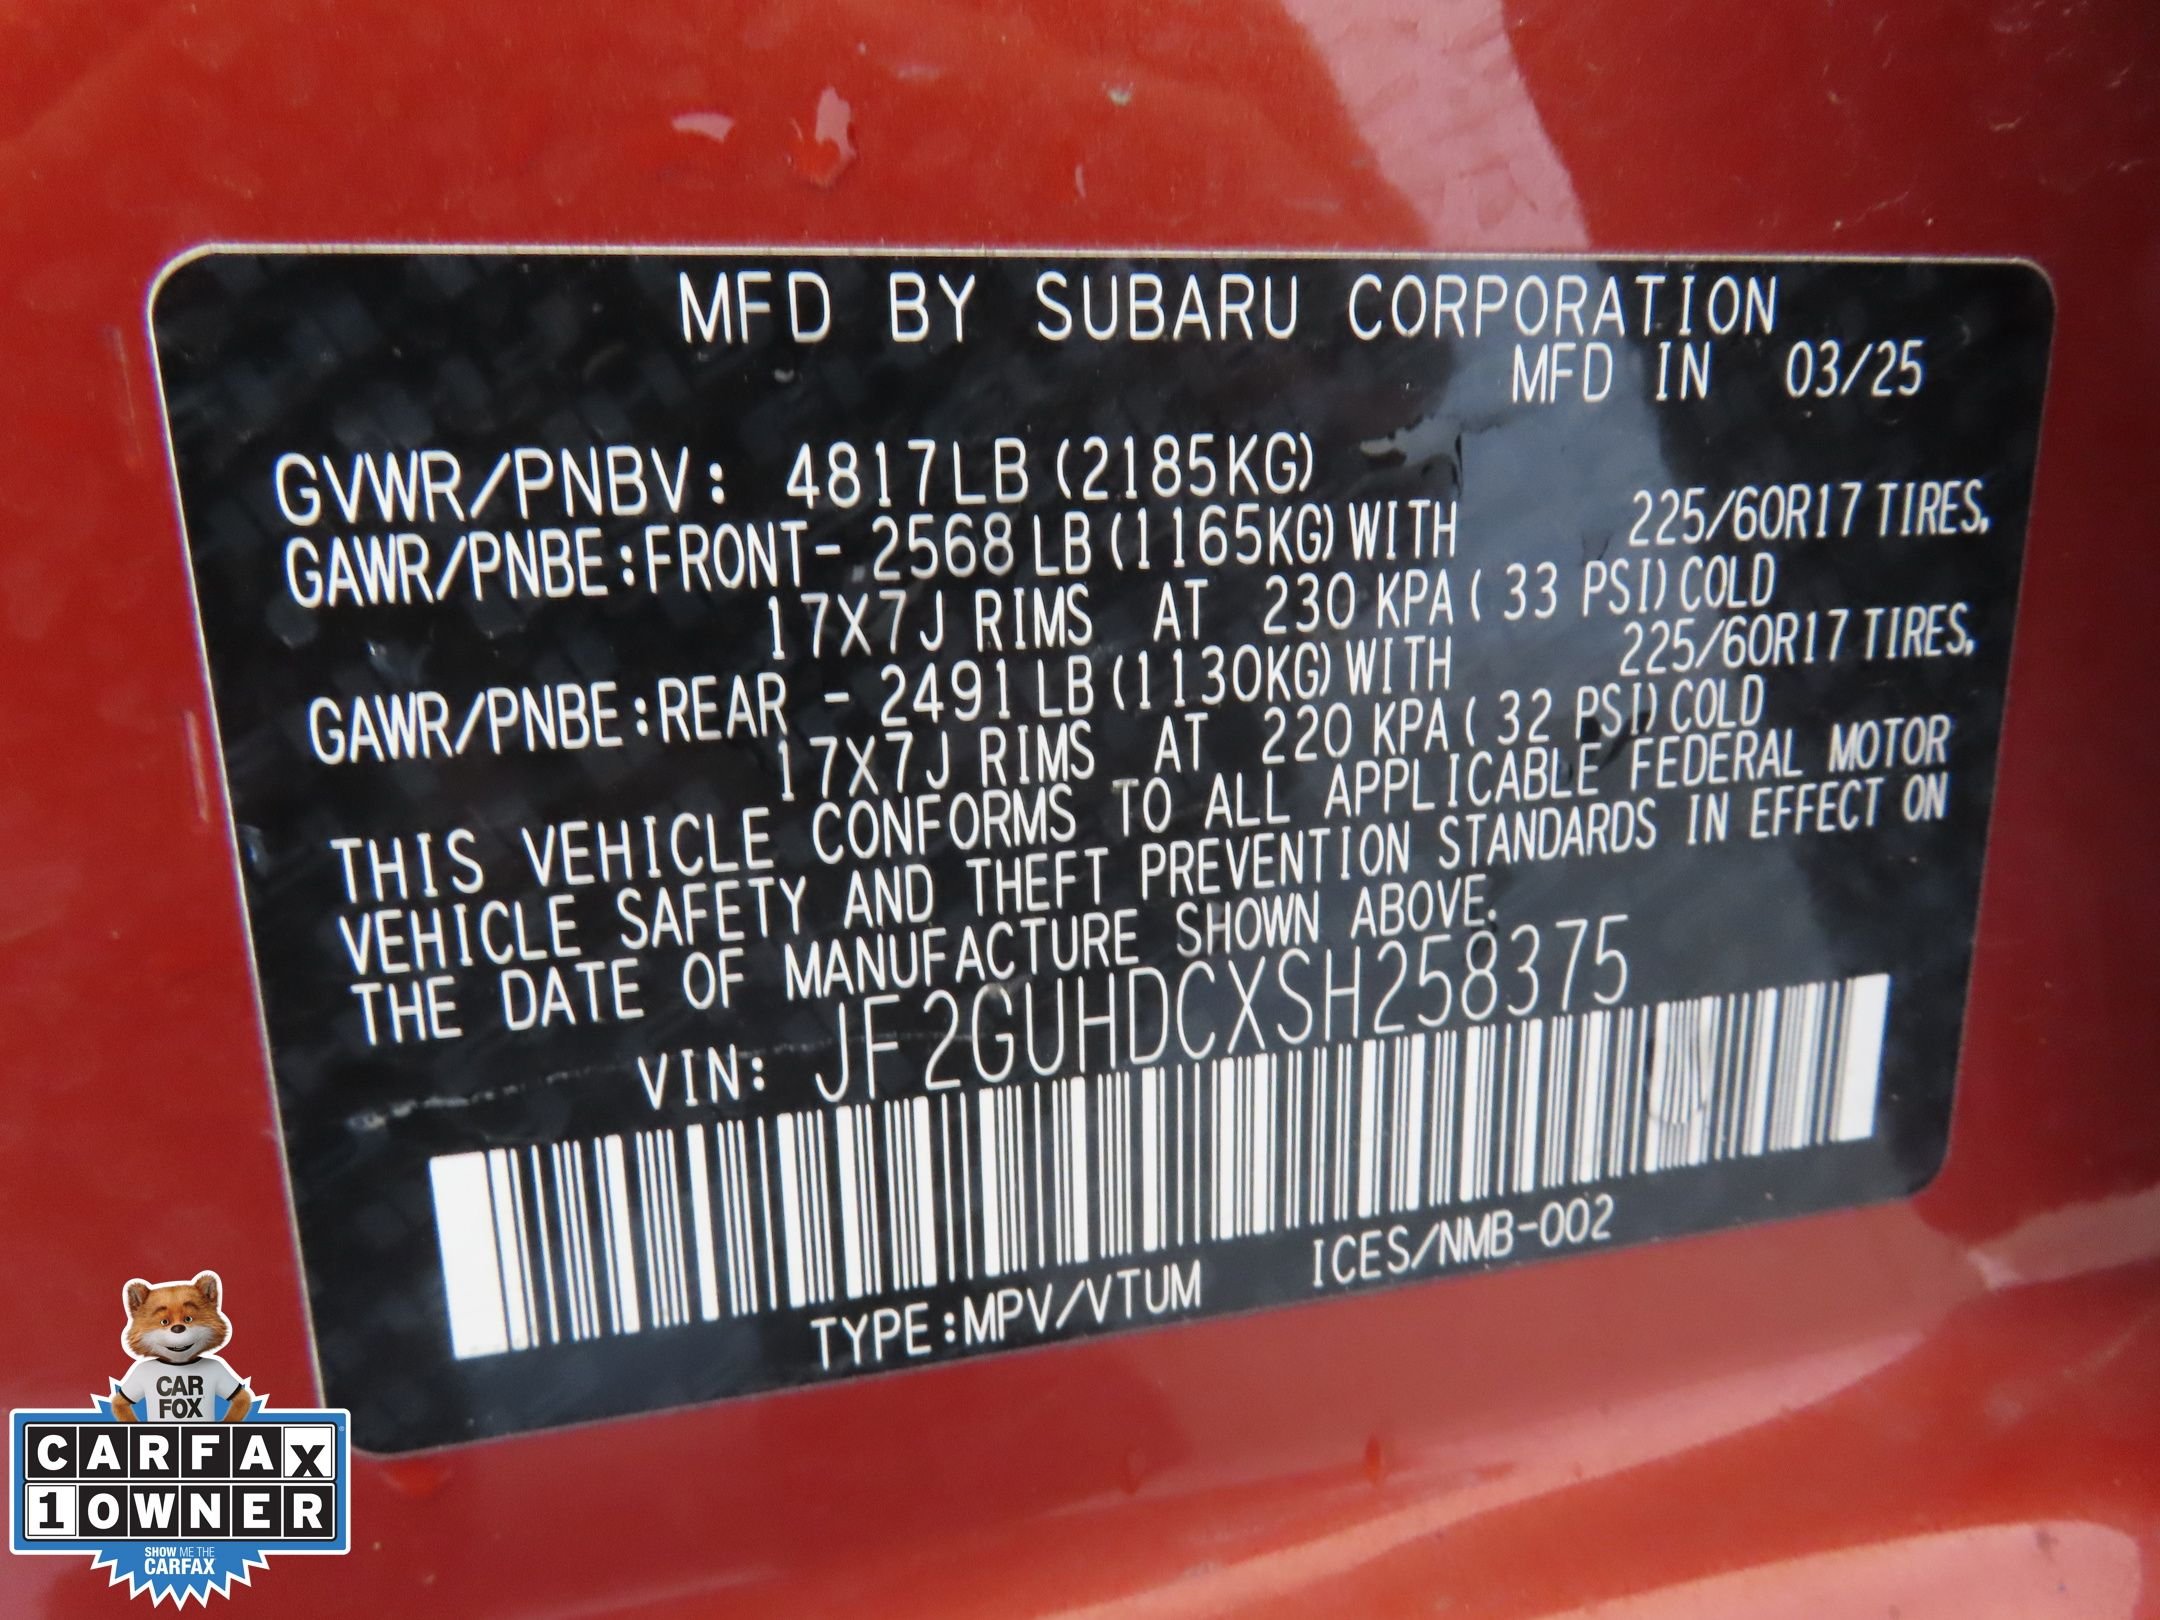 MFD BY SUBARU CORPORATION
MFD IN 03/25
GVWR/PNBV: 4817LB (2185KG)
GAWR/PNBE:FRONT- 2568 LB (1165KG) WITH 225/60R17 TIRES,
17X7J RIMS AT 230 KPA ( 33 PSI) COLD
GAWR/PNBE:REAR - 2491 LB (1130KG) WITH 225/60R17 TIRES,
17X7J RIMS AT 220 KPA ( 32 PSI) COLD
THIS VEHICLE CONFORMS TO ALL APPLICABLE FEDERAL MOTOR
VEHICLE SAFETY AND THEFT PREVENTION STANDARDS IN EFFECT ON
THE DATE OF MANUFACTURE SHOWN ABOVE.
VIN: JF2GUHDCXSH258375
TYPE:MPV/VTUM ICES/NMB-002
CAR
FOX
CARFAX
1 OWNER
SHOW ME THE
CARFAX